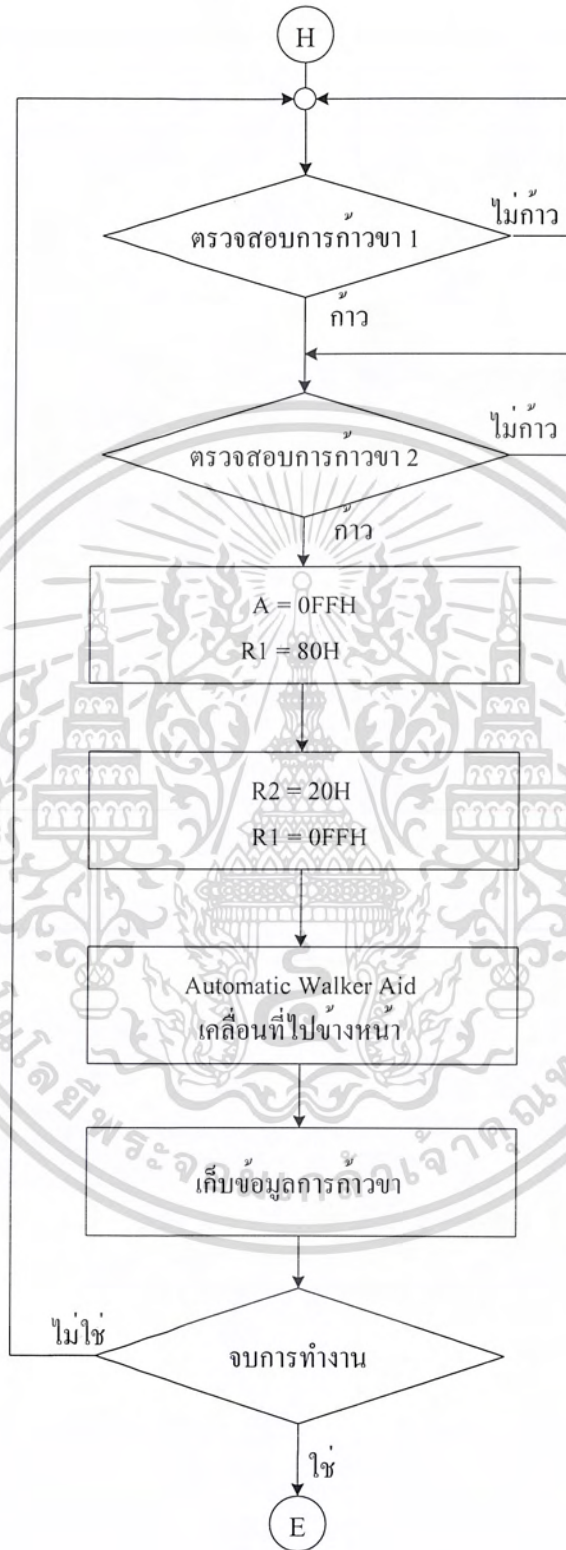 H
ตรวจสอบการก้าวขา 1
ไม่ก้าว
ก้าว
ตรวจสอบการก้าวขา 2
ไม่ก้าว
ก้าว
A = 0FFH
R1 = 80H
R2 = 20H
R1 = 0FFH
Automatic Walker Aid
เคลื่อนที่ไปข้างหน้า
เก็บข้อมูลการก้าวขา
ไม่ใช่
จบการทำงาน
ใช่
E